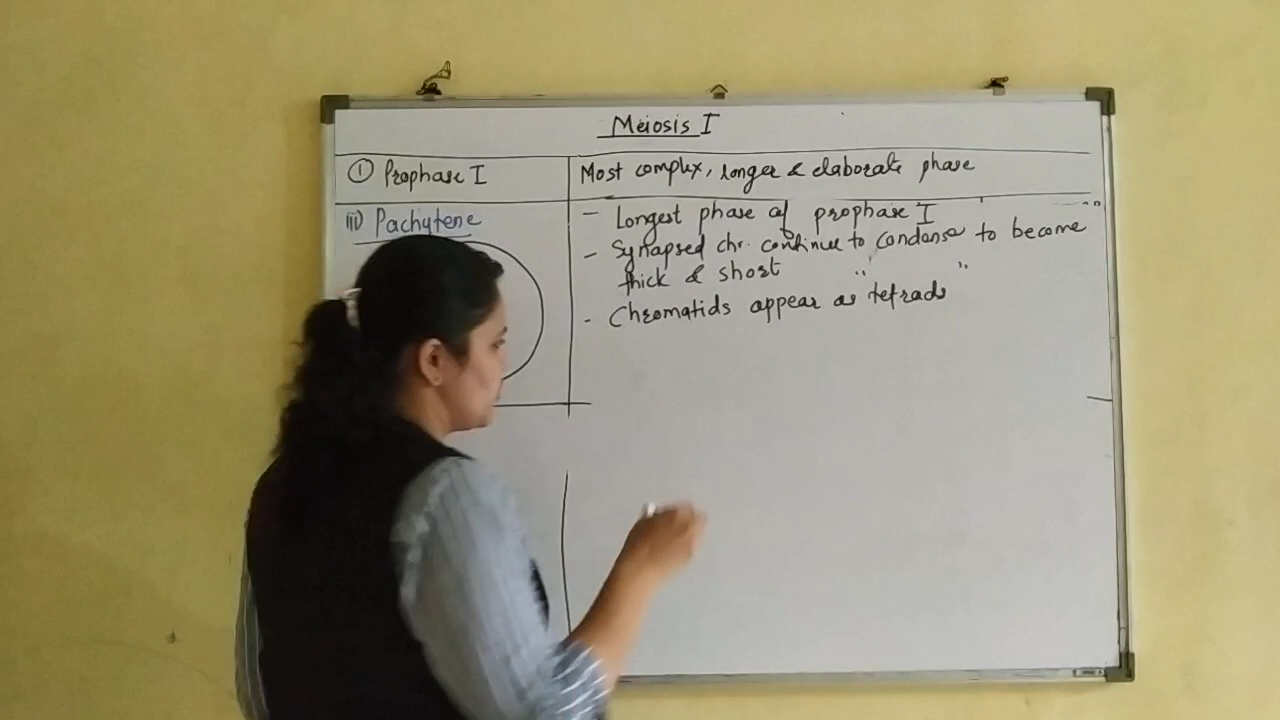 Meiosis I
① Prophase I
Most complex, longer & elaborate phase
iii) Pachytene
- Longest phase of prophase I
- Synapsed chr. continue to condense to become
thick & short
- Chromatids appear as tetrads